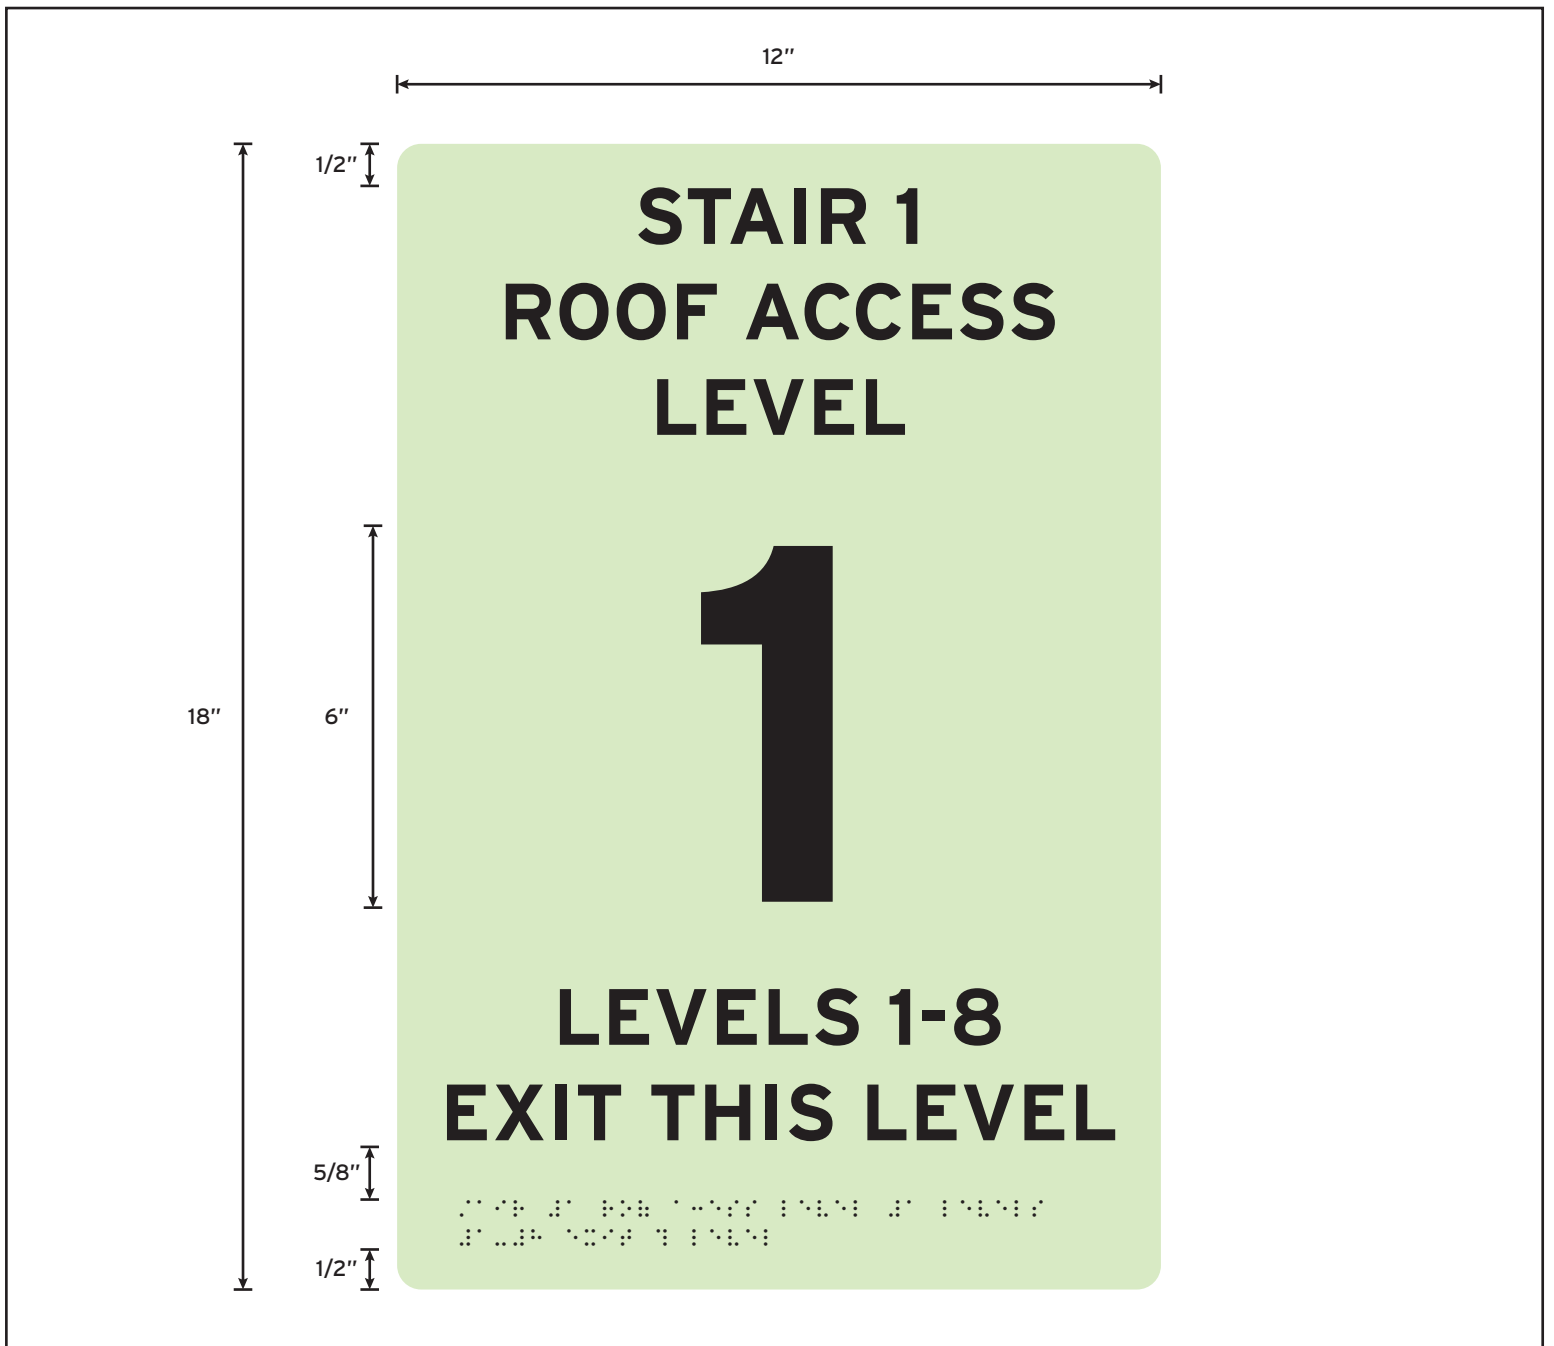 12"
1/2"
STAIR 1
ROOF ACCESS
LEVEL
18"
6"
1
LEVELS 1-8
EXIT THIS LEVEL
5/8"
⠌⠁⠊⠗ ⠼⠁ ⠗⠕⠷ ⠁⠒⠑⠎⠎ ⠇⠑⠧⠑⠇ ⠼⠁ ⠇⠑⠧⠑⠇⠎
⠼⠁⠤⠼⠓ ⠑⠭⠊⠞ ⠹ ⠇⠑⠧⠑⠇
1/2"